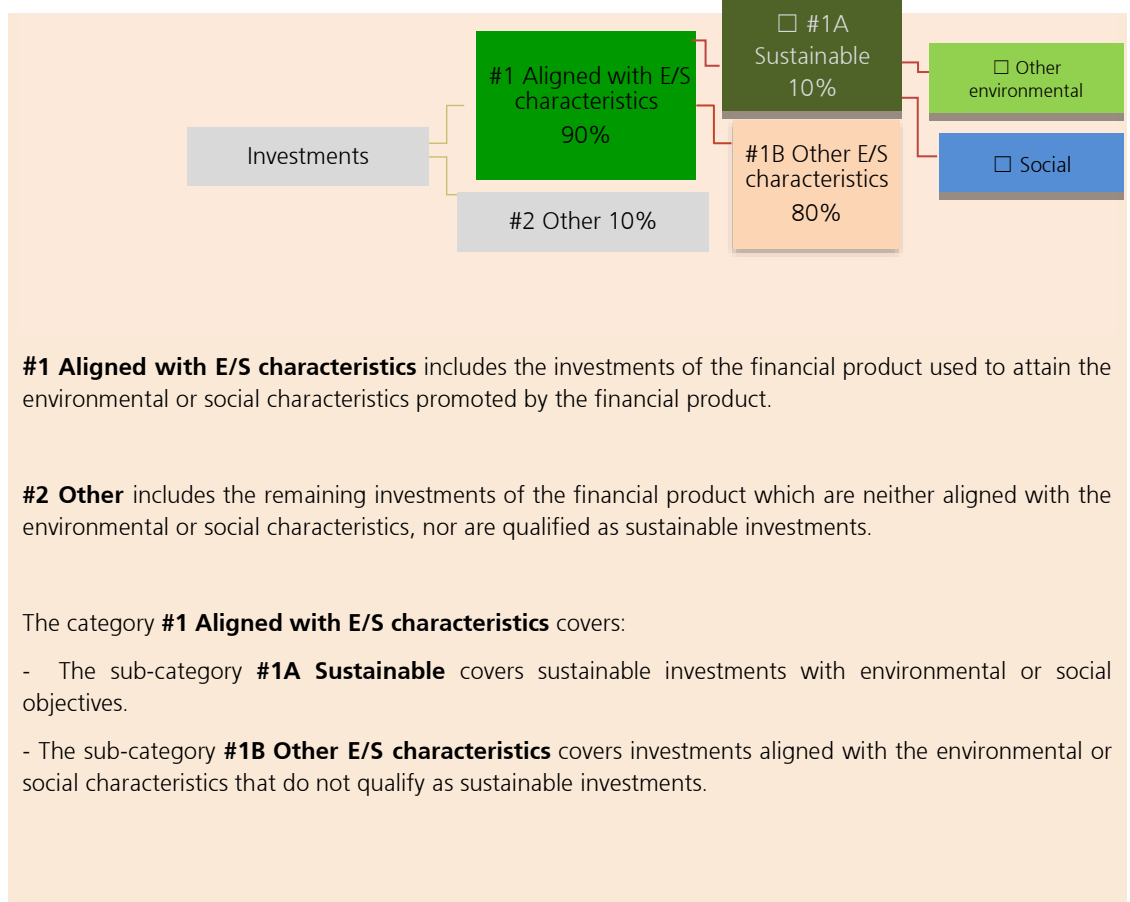 Investments
#1 Aligned with E/S
characteristics
90%
#2 Other 10%
☐ #1A
Sustainable
10%
#1B Other E/S
characteristics
80%
☐ Other
environmental
☐ Social
#1 Aligned with E/S characteristics includes the investments of the financial product used to attain the
environmental or social characteristics promoted by the financial product.
#2 Other includes the remaining investments of the financial product which are neither aligned with the
environmental or social characteristics, nor are qualified as sustainable investments.
The category #1 Aligned with E/S characteristics covers:
- The sub-category #1A Sustainable covers sustainable investments with environmental or social
objectives.
- The sub-category #1B Other E/S characteristics covers investments aligned with the environmental or
social characteristics that do not qualify as sustainable investments.